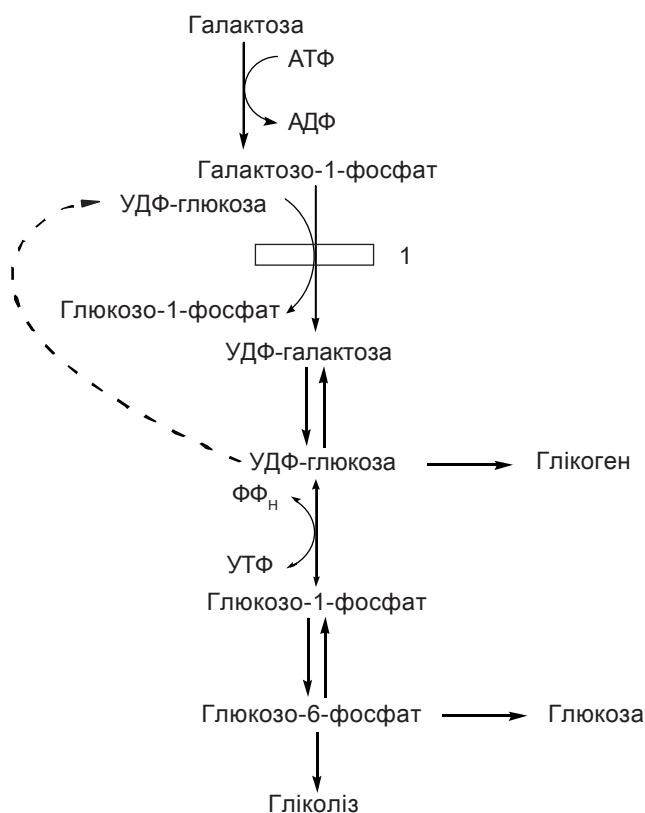 Галактоза
АТФ
АДФ
Галактозо-1-фосфат
УДФ-глюкоза
1
Глюкозо-1-фосфат
УДФ-галактоза
УДФ-глюкоза
Глікоген
ФФН
УТФ
Глюкозо-1-фосфат
Глюкозо-6-фосфат
Глюкоза
Гліколіз